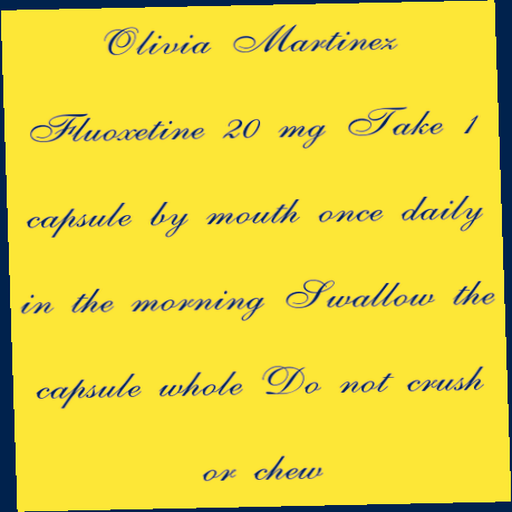 Olivia Martinez
Fluoxetine 20 mg Take 1
capsule by mouth once daily
in the morning Swallow the
capsule whole Do not crush
or chew